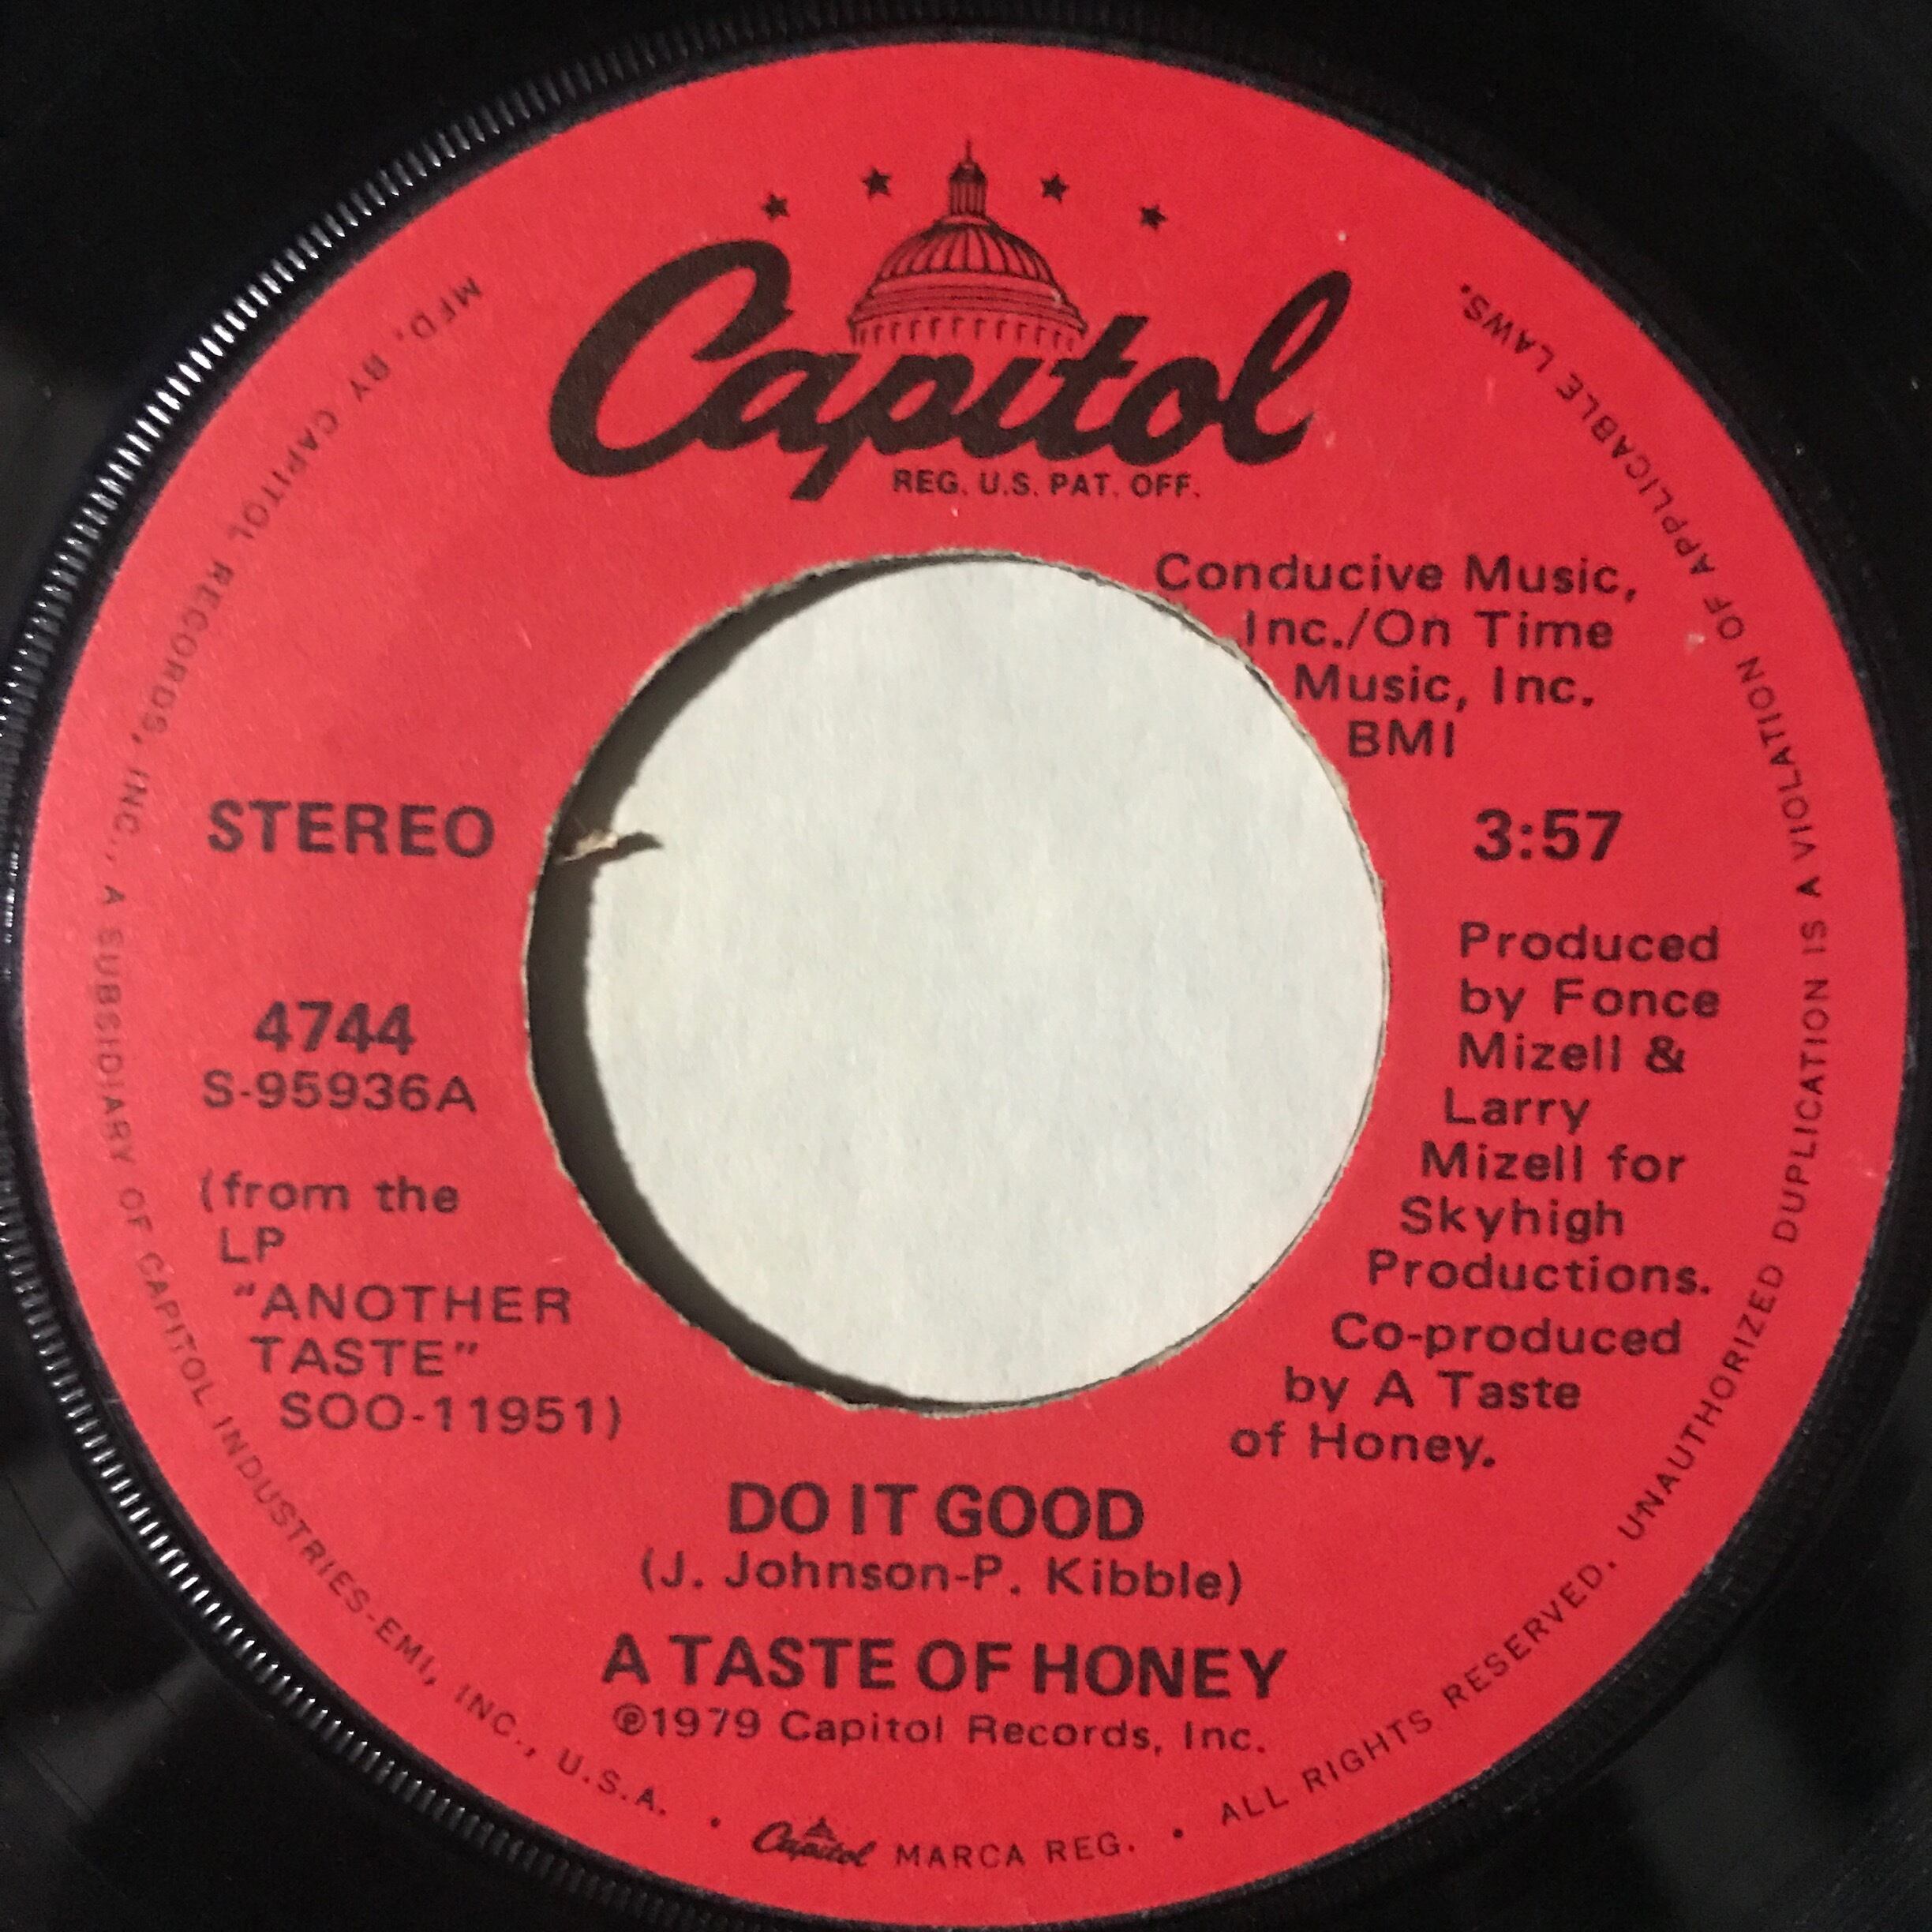 Capitol
REG. U.S. PAT. OFF.
Conducive Music,
Inc./On Time
Music, Inc.
BMI
STEREO
3:57
4744
S-95936A
(from the
LP
"ANOTHER
TASTE"
SOO-11951)
Produced
by Fonce
Mizell &
Larry
Mizell for
Skyhigh
Productions.
Co-produced
by A Taste
of Honey.
DO IT GOOD
(J. Johnson-P. Kibble)
A TASTE OF HONEY
℗1979 Capitol Records, Inc.
MFD. BY CAPITOL RECORDS, INC., A SUBSIDIARY OF CAPITOL INDUSTRIES-EMI, INC., U.S.A. • Capitol MARCA REG. • ALL RIGHTS RESERVED. UNAUTHORIZED DUPLICATION IS A VIOLATION OF APPLICABLE LAWS.